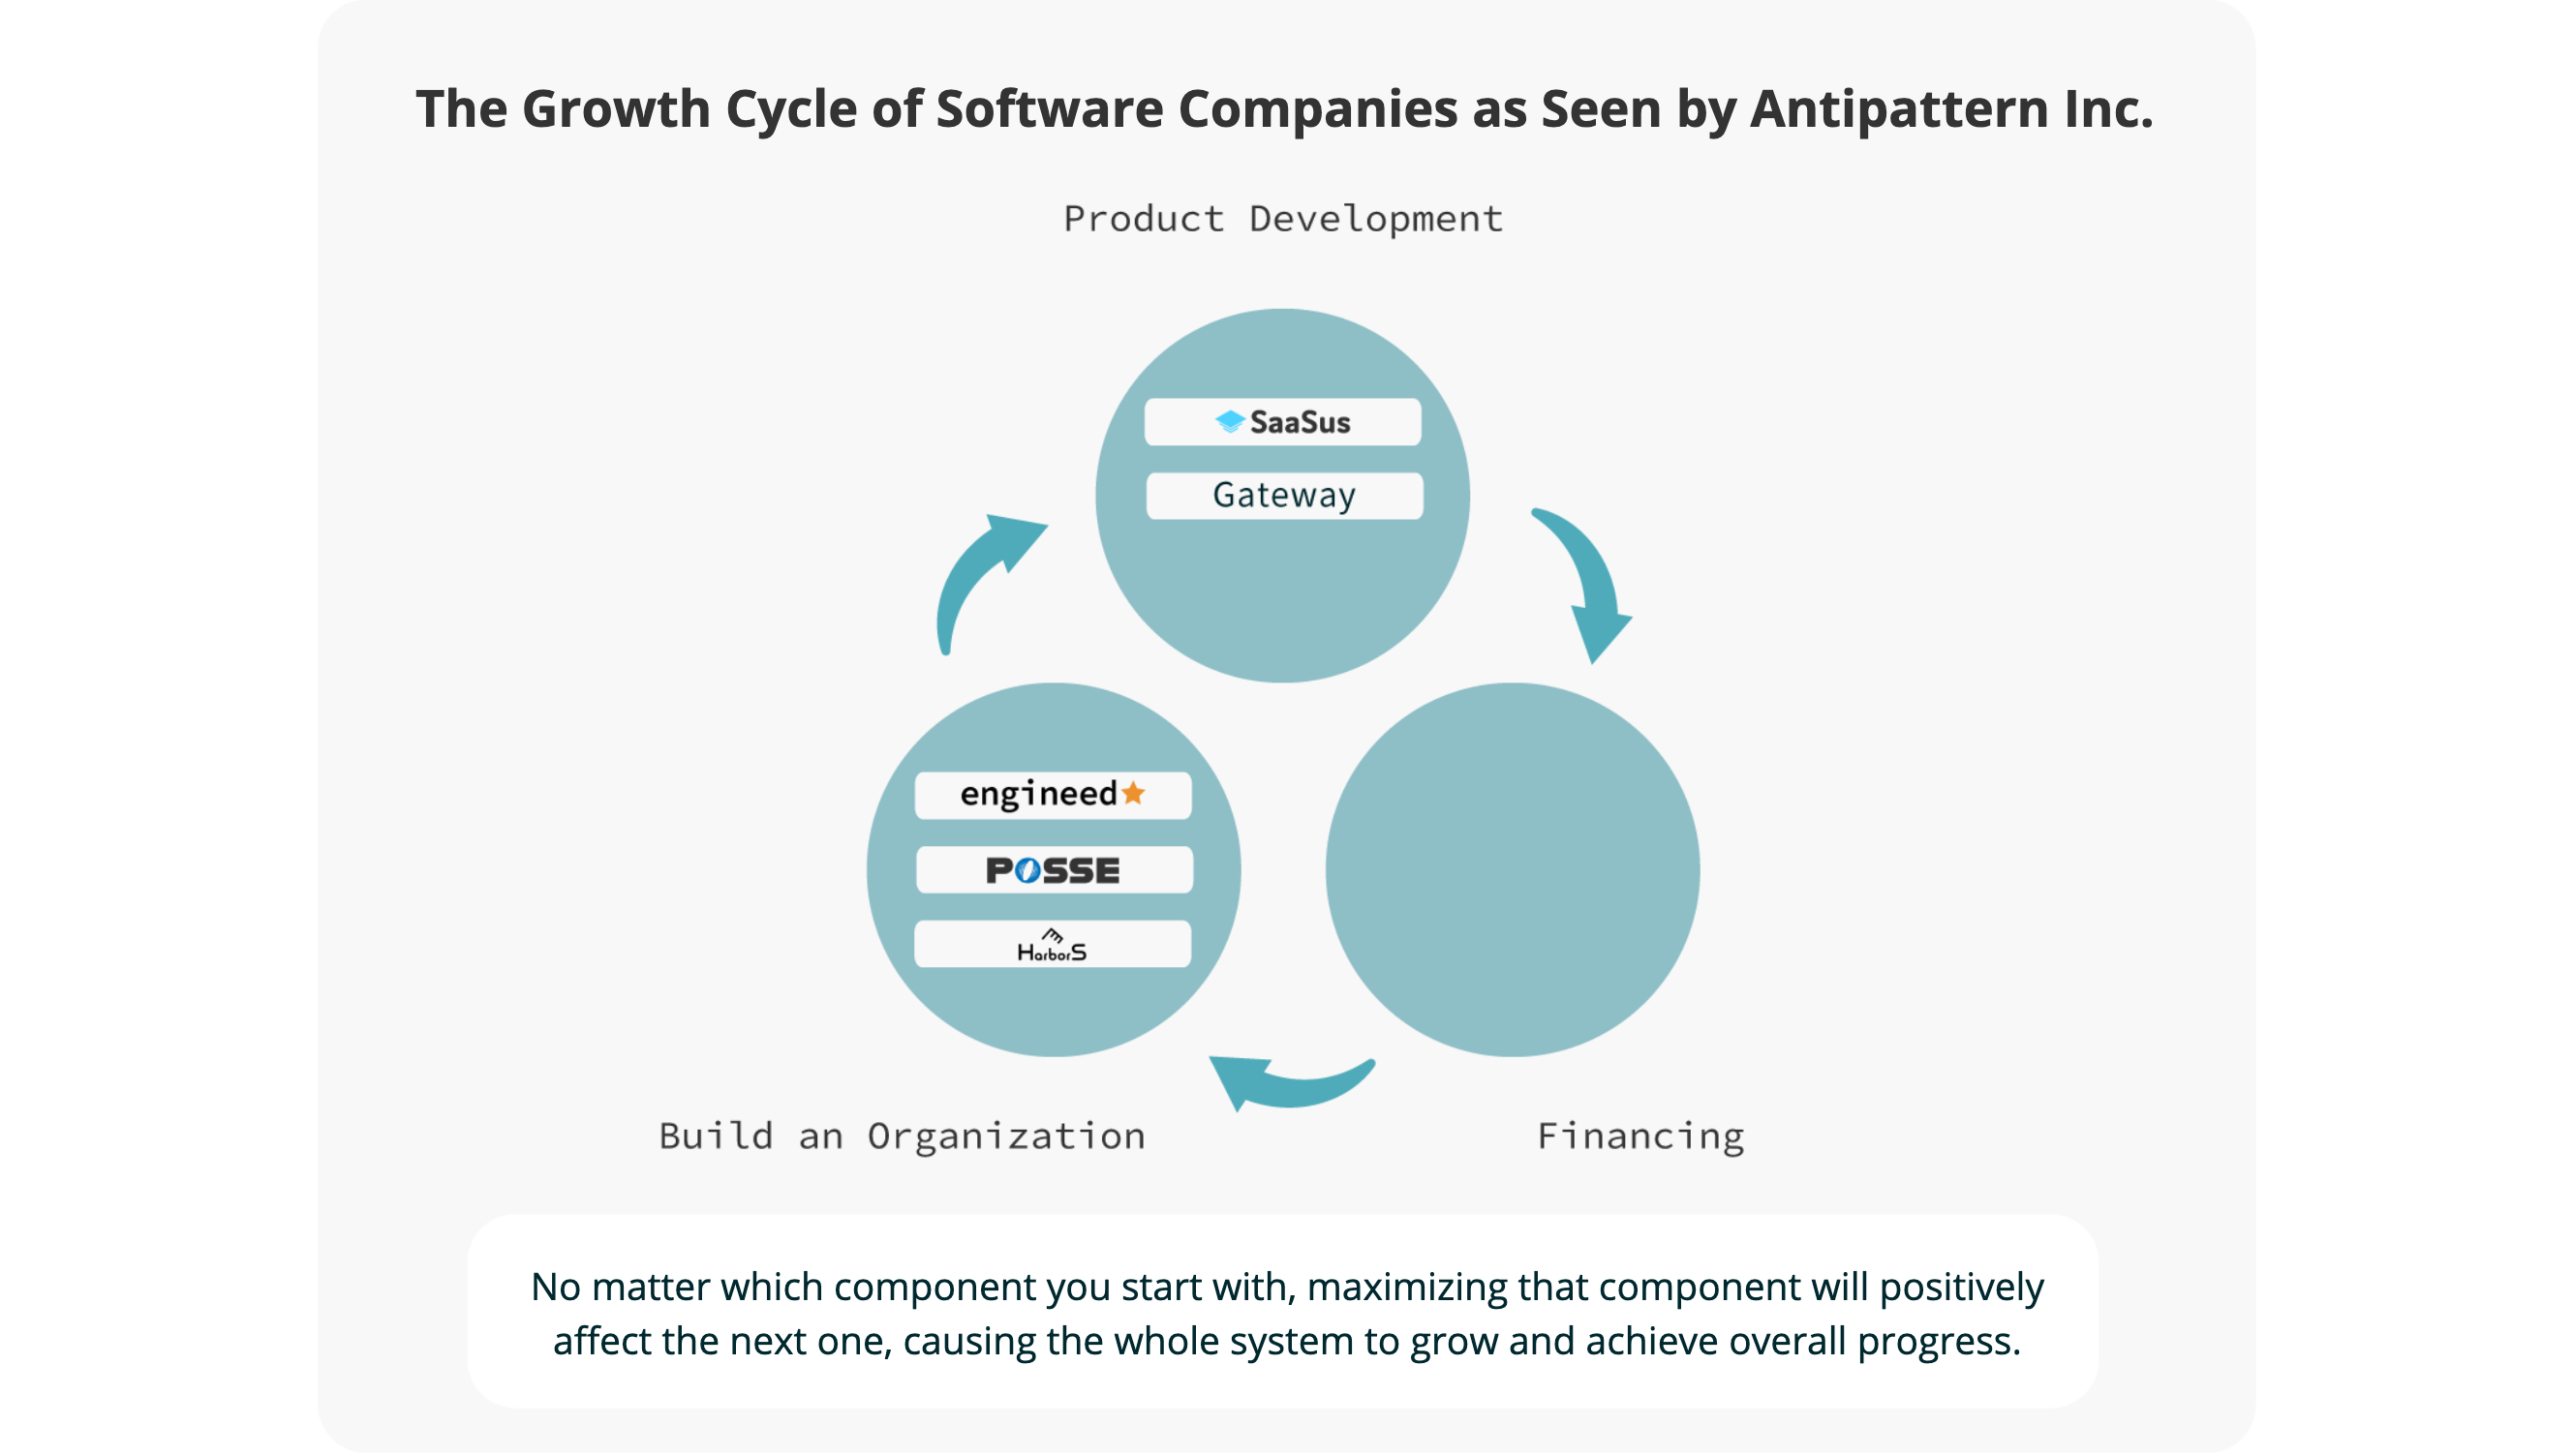 The Growth Cycle of Software Companies as Seen by Antipattern Inc.
Product Development
SaaSus
Gateway
engineed
POSSE
HarborS
Build an Organization
Financing
No matter which component you start with, maximizing that component will positively
affect the next one, causing the whole system to grow and achieve overall progress.